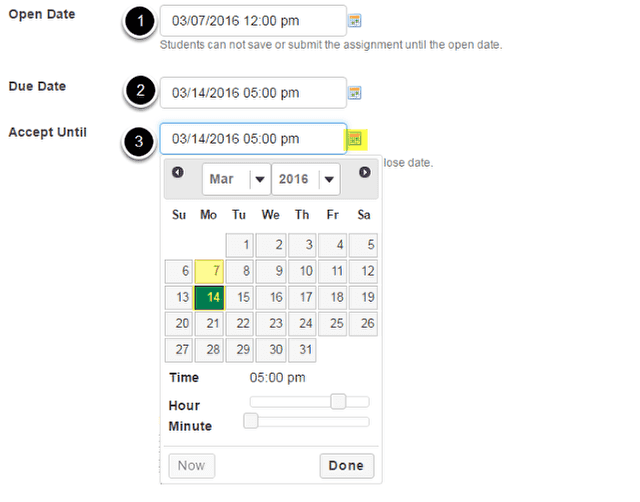 Open Date 1 03/07/2016 12:00 pm
Students can not save or submit the assignment until the open date.
Due Date 2 03/14/2016 05:00 pm
Accept Until 3 03/14/2016 05:00 pm
lose date.
Mar 2016
Su Mo Tu We Th Fr Sa
1 2 3 4 5
6 7 8 9 10 11 12
13 14 15 16 17 18 19
20 21 22 23 24 25 26
27 28 29 30 31
Time 05:00 pm
Hour
Minute
Now Done